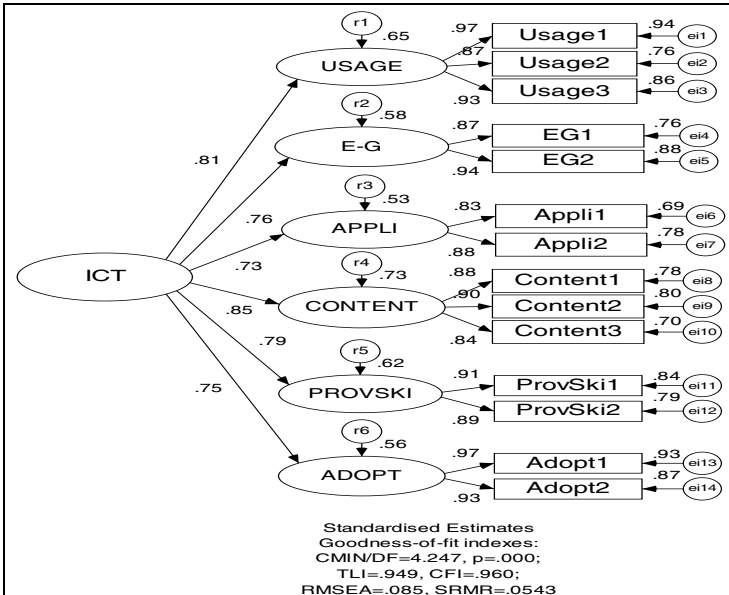 r1
.65
.97
Usage1
.94
ei1
USAGE
.87
Usage2
.76
ei2
.93
Usage3
.86
ei3
r2
.58
.87
EG1
.76
ei4
E-G
.94
EG2
.88
ei5
.81
r3
.53
.83
Appli1
.69
ei6
.76
APPLI
.88
Appli2
.78
ei7
ICT
.73
r4
.73
.88
Content1
.78
ei8
.85
CONTENT
.90
Content2
.80
ei9
.84
Content3
.70
ei10
.79
r5
.62
.91
ProvSki1
.84
ei11
.75
PROVSKI
.89
ProvSki2
.79
ei12
r6
.56
.97
Adopt1
.93
ei13
ADOPT
.93
Adopt2
.87
ei14
Standardised Estimates
Goodness-of-fit indexes:
CMIN/DF=4.247, p=.000;
TLI=.949, CFI=.960;
RMSEA=.085, SRMR=.0543